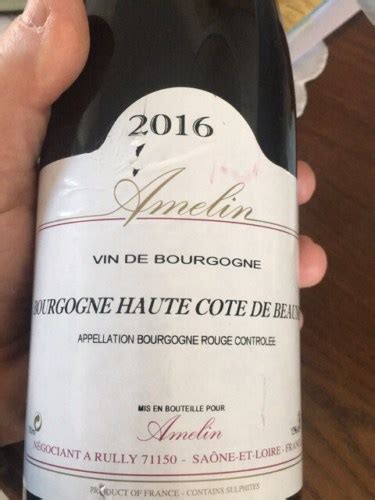 2016
Amelin
VIN DE BOURGOGNE
BOURGOGNE HAUTE COTE DE BEAU
APPELLATION BOURGOGNE ROUGE CONTROLEE
MIS EN BOUTEILLE POUR
Amelin
NÉGOCIANT A RULLY 71150 - SAÔNE-ET-LOIRE - FRAN
PRODUCT OF FRANCE - CONTAINS SULPHITES